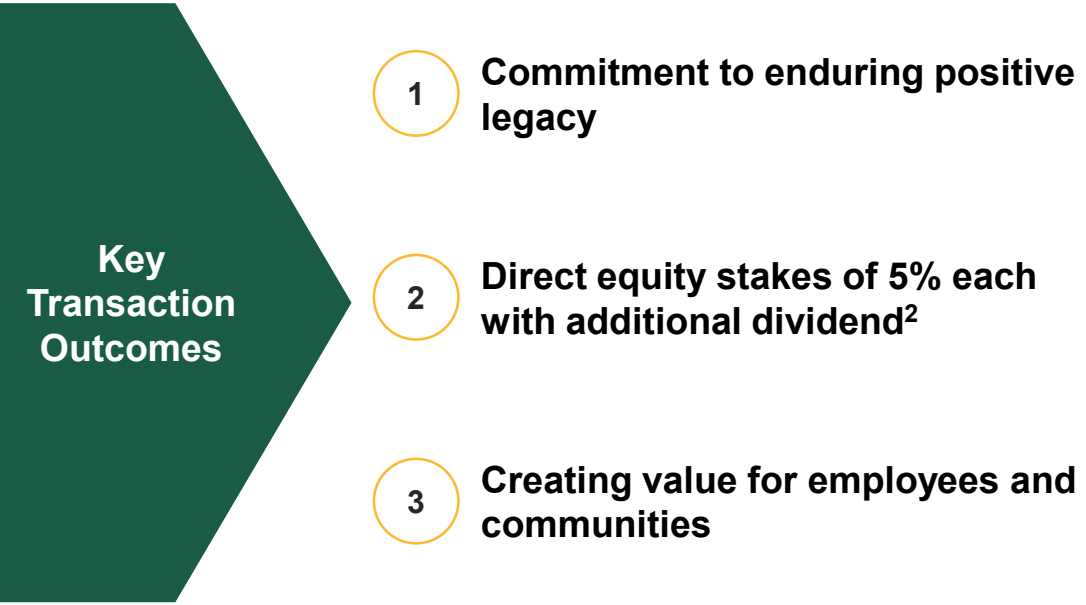 Key
Transaction
Outcomes
1
Commitment to enduring positive
legacy
2
Direct equity stakes of 5% each
with additional dividend²
3
Creating value for employees and
communities